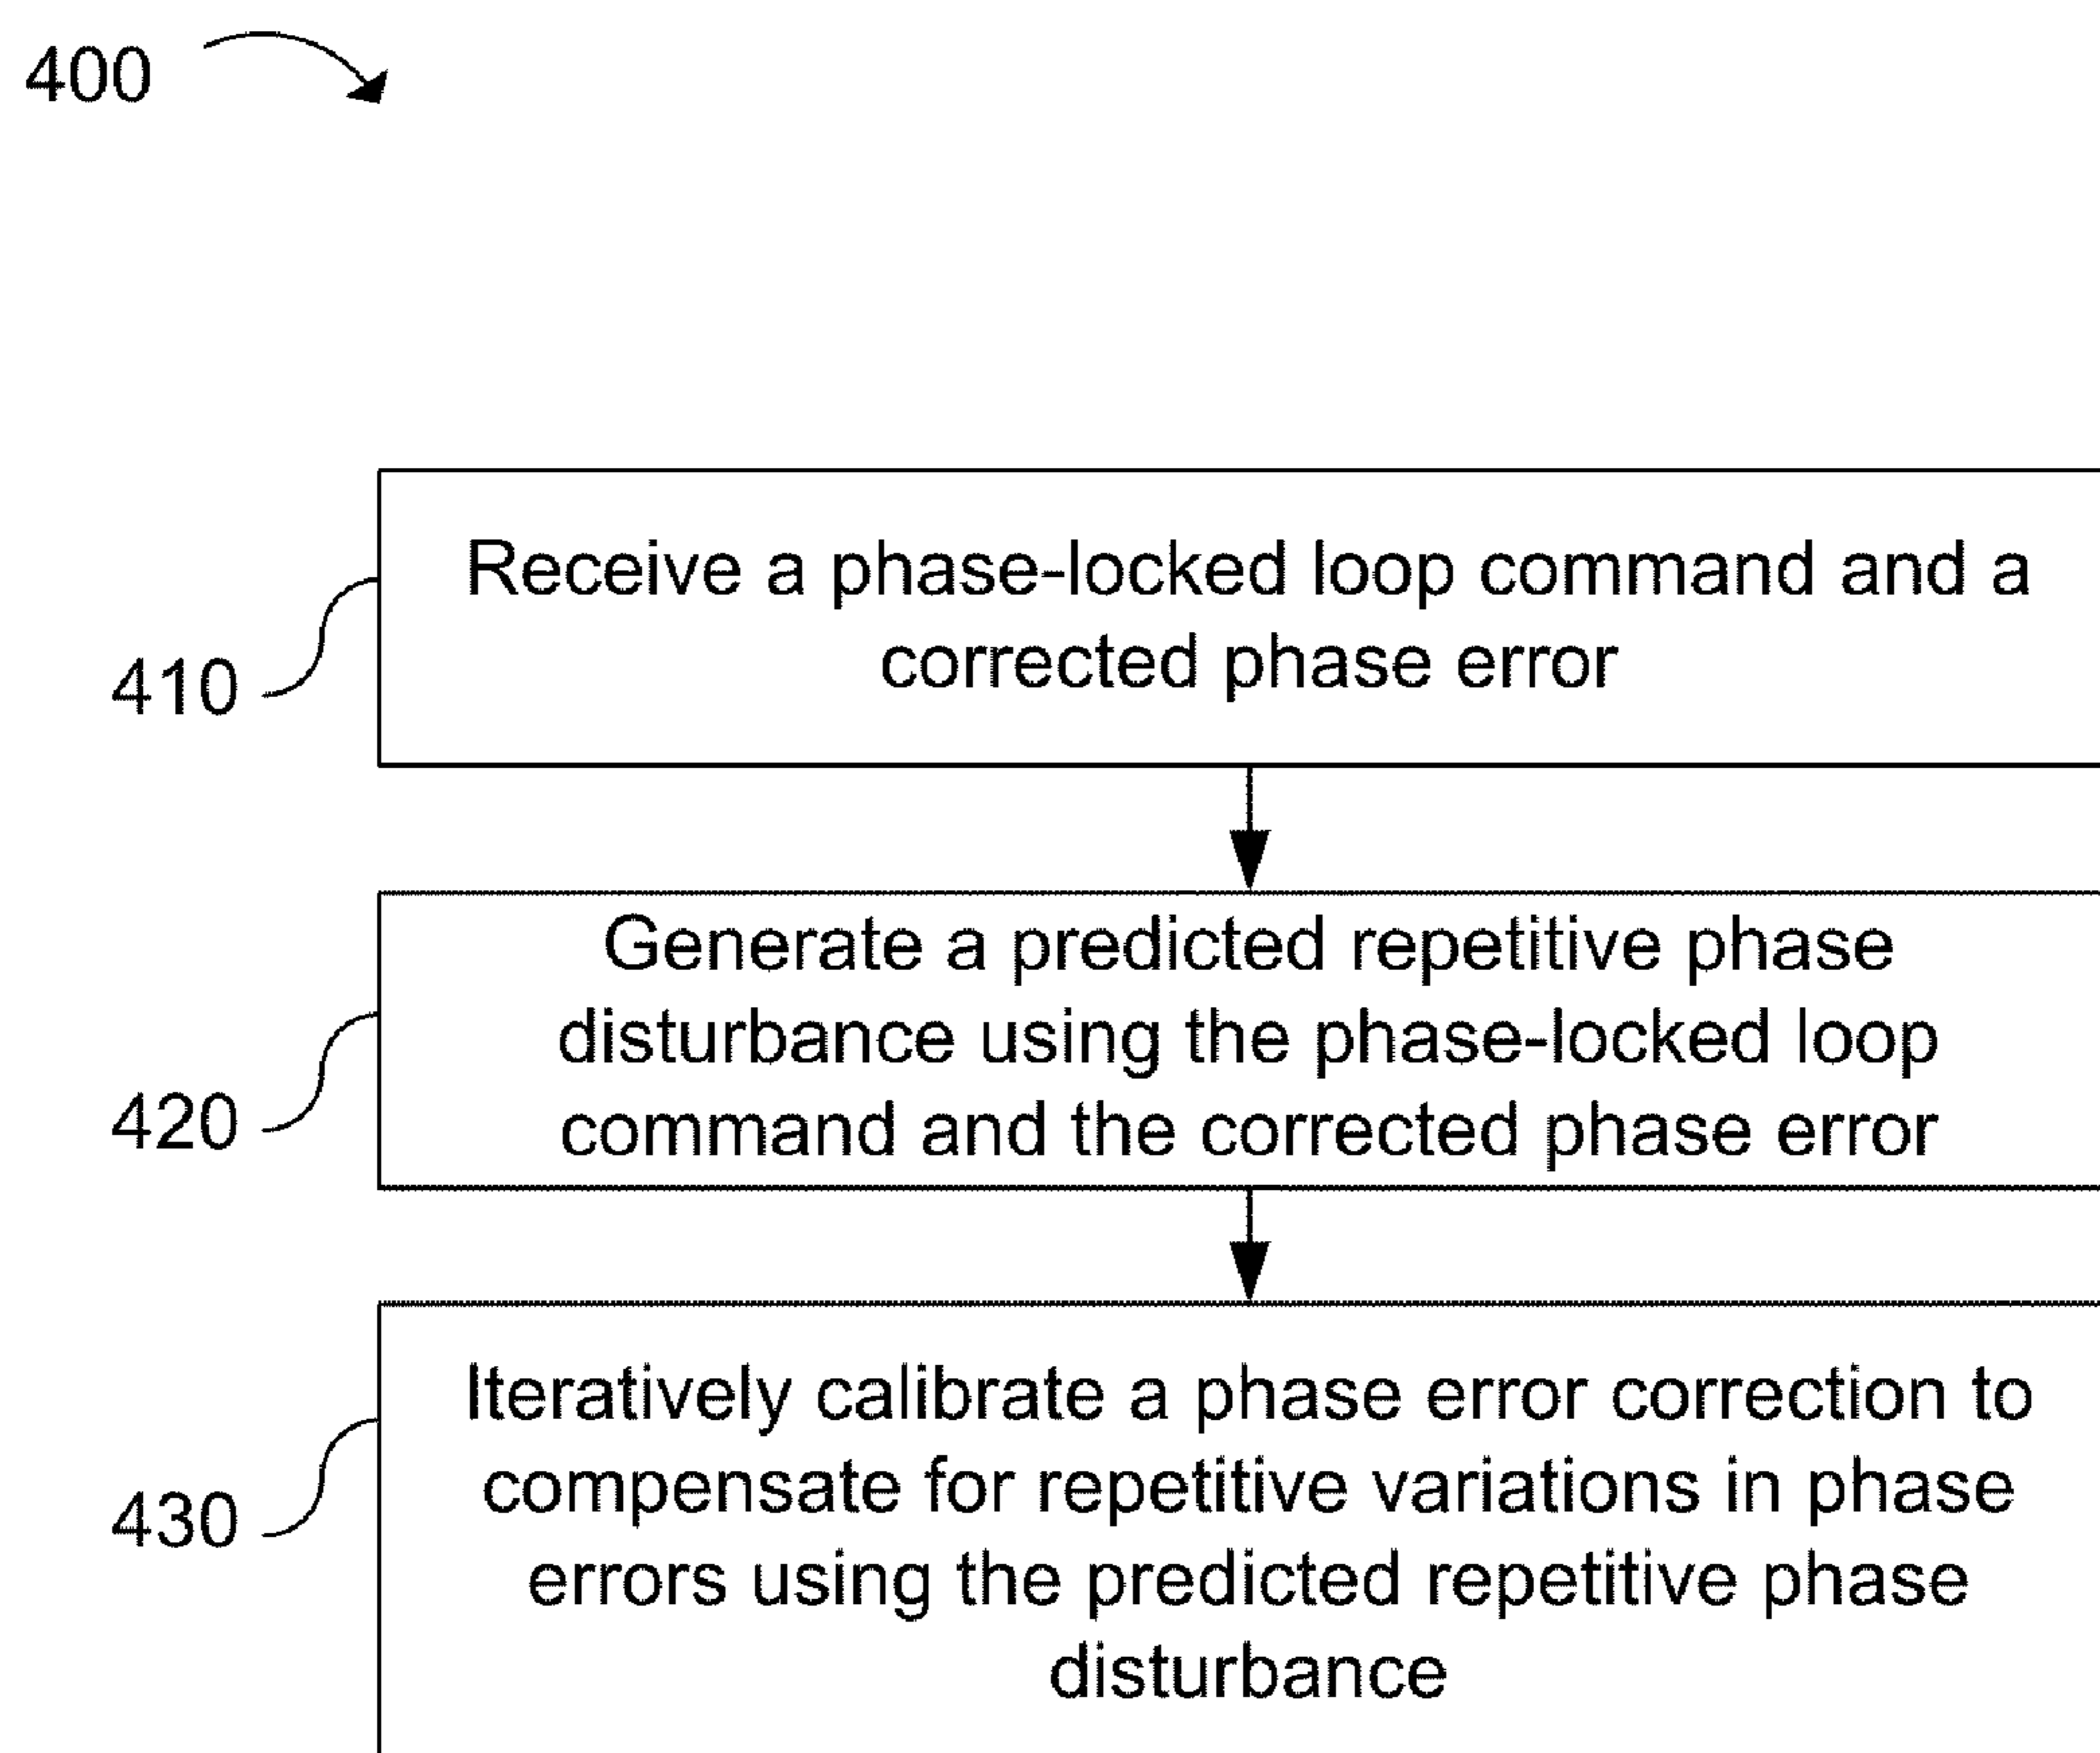 400
Receive a phase-locked loop command and a
corrected phase error
410
Generate a predicted repetitive phase
disturbance using the phase-locked loop
command and the corrected phase error
420
Iteratively calibrate a phase error correction to
compensate for repetitive variations in phase
errors using the predicted repetitive phase
disturbance
430